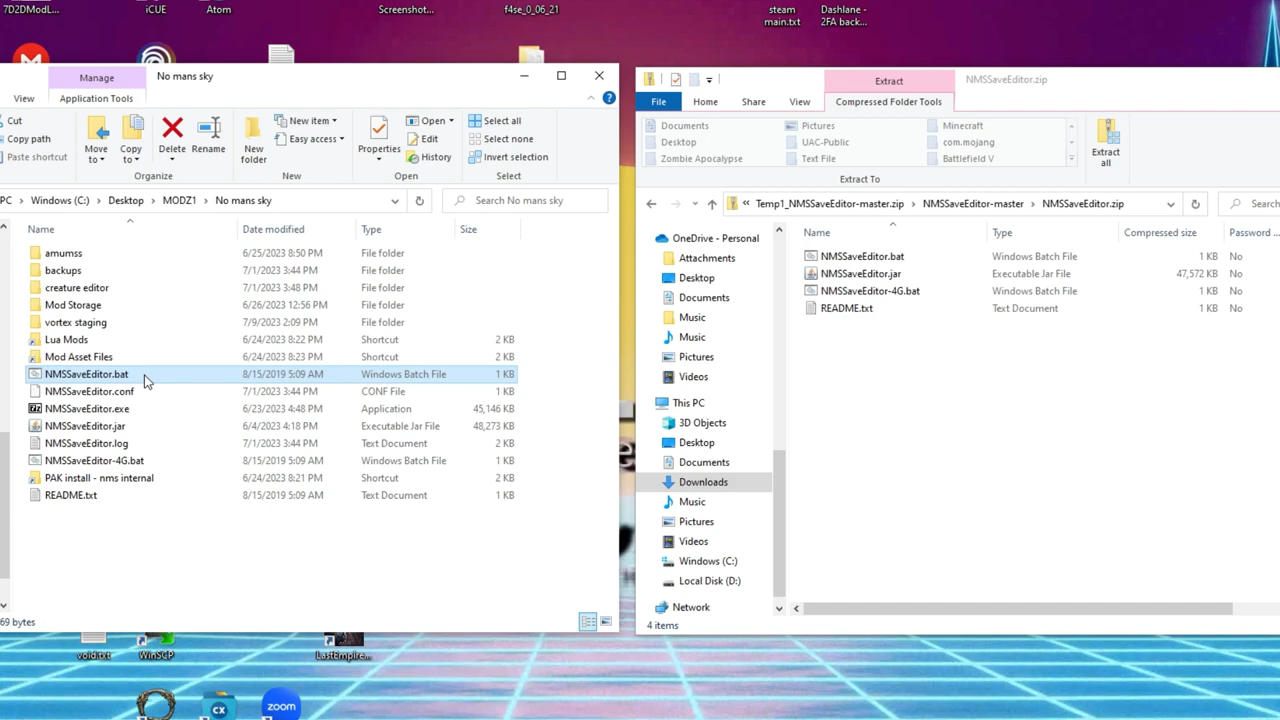 7D2DModL...
iCUE
Atom
Screenshot...
f4se_0_06_21
steam
main.txt
Dashlane -
2FA back...
Manage
No mans sky
View
Application Tools
Cut
Copy path
Paste shortcut
Move
to
Copy
to
Delete
Rename
Organize
New
folder
New item
Easy access
New
Properties
Open
Edit
History
Open
Select all
Select none
Invert selection
Select
PC
Windows (C:)
Desktop
MODZ1
No mans sky
Search No mans sky
Name
Date modified
Type
Size
amumss 6/25/2023 8:50 PM File folder
backups 7/1/2023 3:44 PM File folder
creature editor 7/1/2023 3:48 PM File folder
Mod Storage 6/26/2023 12:56 PM File folder
vortex staging 7/9/2023 2:09 PM File folder
Lua Mods 6/24/2023 8:22 PM Shortcut 2 KB
Mod Asset Files 6/24/2023 8:23 PM Shortcut 2 KB
NMSSaveEditor.bat 8/15/2019 5:09 AM Windows Batch File 1 KB
NMSSaveEditor.conf 7/1/2023 3:44 PM CONF File 1 KB
NMSSaveEditor.exe 6/23/2023 4:48 PM Application 45,146 KB
NMSSaveEditor.jar 6/4/2023 4:18 PM Executable Jar File 48,273 KB
NMSSaveEditor.log 7/1/2023 3:44 PM Text Document 2 KB
NMSSaveEditor-4G.bat 8/15/2019 5:09 AM Windows Batch File 1 KB
PAK install - nms internal 6/24/2023 8:21 PM Shortcut 2 KB
README.txt 8/15/2019 5:09 AM Text Document 1 KB
69 bytes
Extract
NMSSaveEditor.zip
File
Home
Share
View
Compressed Folder Tools
Documents
Pictures
Minecraft
Desktop
UAC-Public
com.mojang
Zombie Apocalypse
Text File
Battlefield V
Extract To
Extract
all
« Temp1_NMSSaveEditor-master.zip
NMSSaveEditor-master
NMSSaveEditor.zip
Searc
Name
Type
Compressed size
Password ...
OneDrive - Personal
Attachments
Desktop
Documents
Music
Music
Pictures
Videos
This PC
3D Objects
Desktop
Documents
Downloads
Music
Pictures
Videos
Windows (C:)
Local Disk (D:)
Network
NMSSaveEditor.bat Windows Batch File 1 KB No
NMSSaveEditor.jar Executable Jar File 47,572 KB No
NMSSaveEditor-4G.bat Windows Batch File 1 KB No
README.txt Text Document 1 KB No
4 items
void.txt
WinSCP
LastEmpire...
CX
zoom